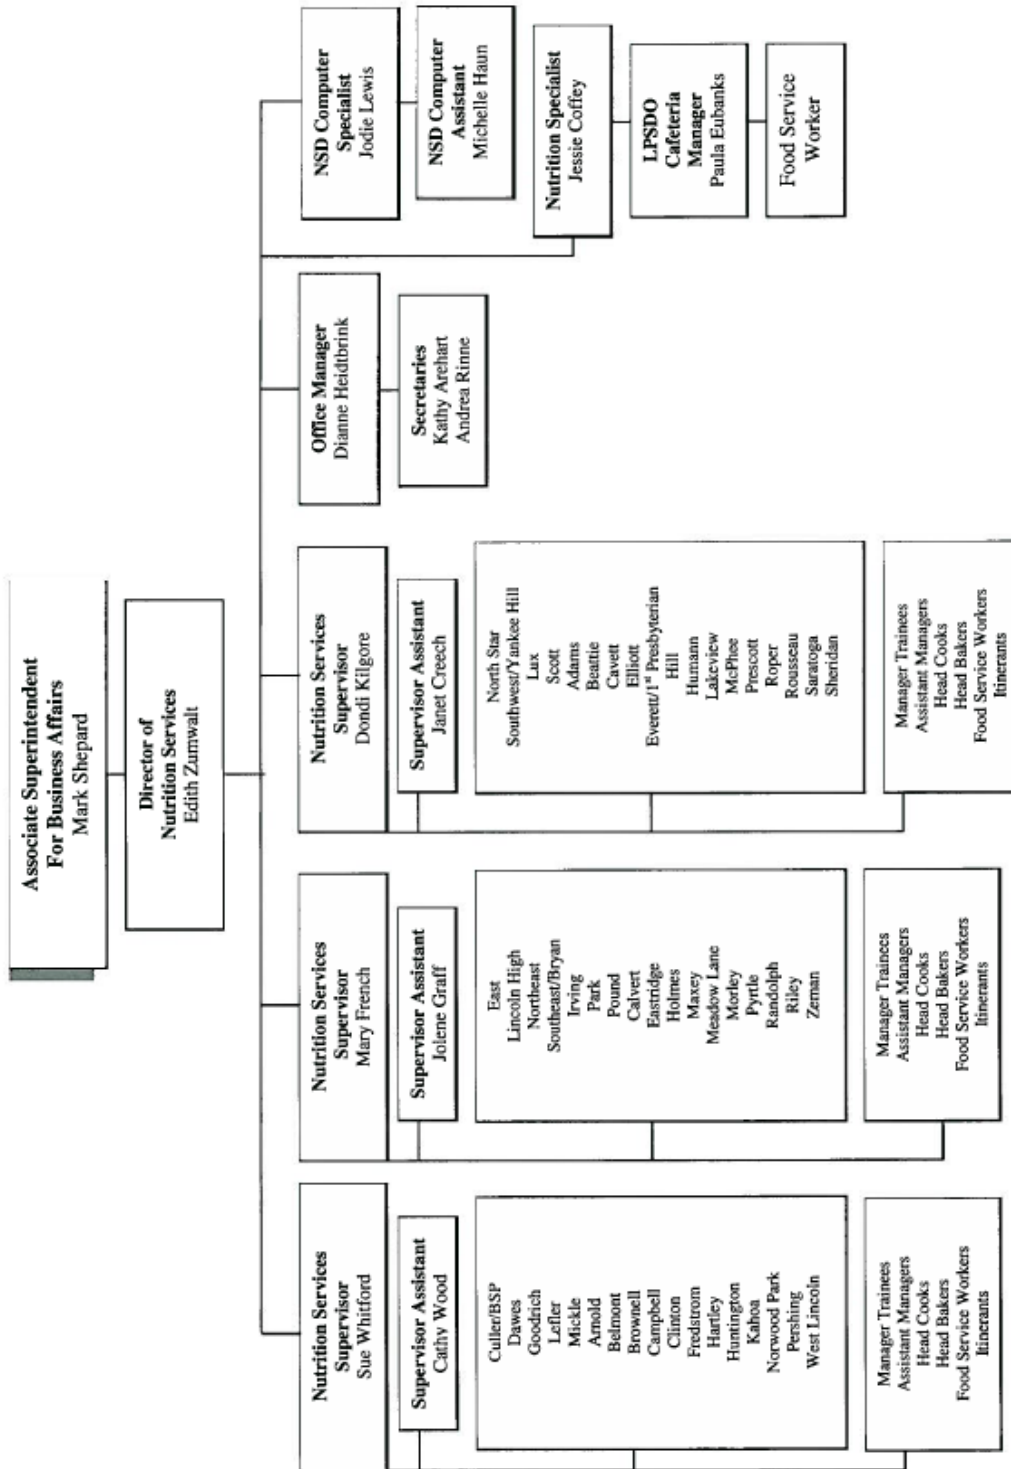 Associate Superintendent
For Business Affairs
Mark Shepard
Director of
Nutrition Services
Edith Zumwalt
Nutrition Services
Supervisor
Sue Whitford
Supervisor Assistant
Cathy Wood
Culler/BSP
Dawes
Goodrich
Lefler
Mickle
Arnold
Belmont
Brownell
Campbell
Clinton
Fredstrom
Hartley
Huntington
Kahoa
Norwood Park
Pershing
West Lincoln
Manager Trainees
Assistant Managers
Head Cooks
Head Bakers
Food Service Workers
Itinerants
Nutrition Services
Supervisor
Mary French
Supervisor Assistant
Jolene Graff
East
Lincoln High
Northeast
Southeast/Bryan
Irving
Park
Pound
Calvert
Eastridge
Holmes
Maxey
Meadow Lane
Morley
Pyrtle
Randolph
Riley
Zeman
Manager Trainees
Assistant Managers
Head Cooks
Head Bakers
Food Service Workers
Itinerants
Nutrition Services
Supervisor
Dondi Kilgore
Supervisor Assistant
Janet Creech
North Star
Southwest/Yankee Hill
Lux
Scott
Adams
Beattie
Cavett
Elliott
Everett/1st Presbyterian
Hill
Humann
Lakeview
McPhee
Prescott
Roper
Rousseau
Saratoga
Sheridan
Manager Trainees
Assistant Managers
Head Cooks
Head Bakers
Food Service Workers
Itinerants
Office Manager
Dianne Heidtbrink
Secretaries
Kathy Arehart
Andrea Rinne
NSD Computer
Specialist
Jodie Lewis
NSD Computer
Assistant
Michelle Haun
Nutrition Specialist
Jessie Coffey
LPSDO
Cafeteria
Manager
Paula Eubanks
Food Service
Worker